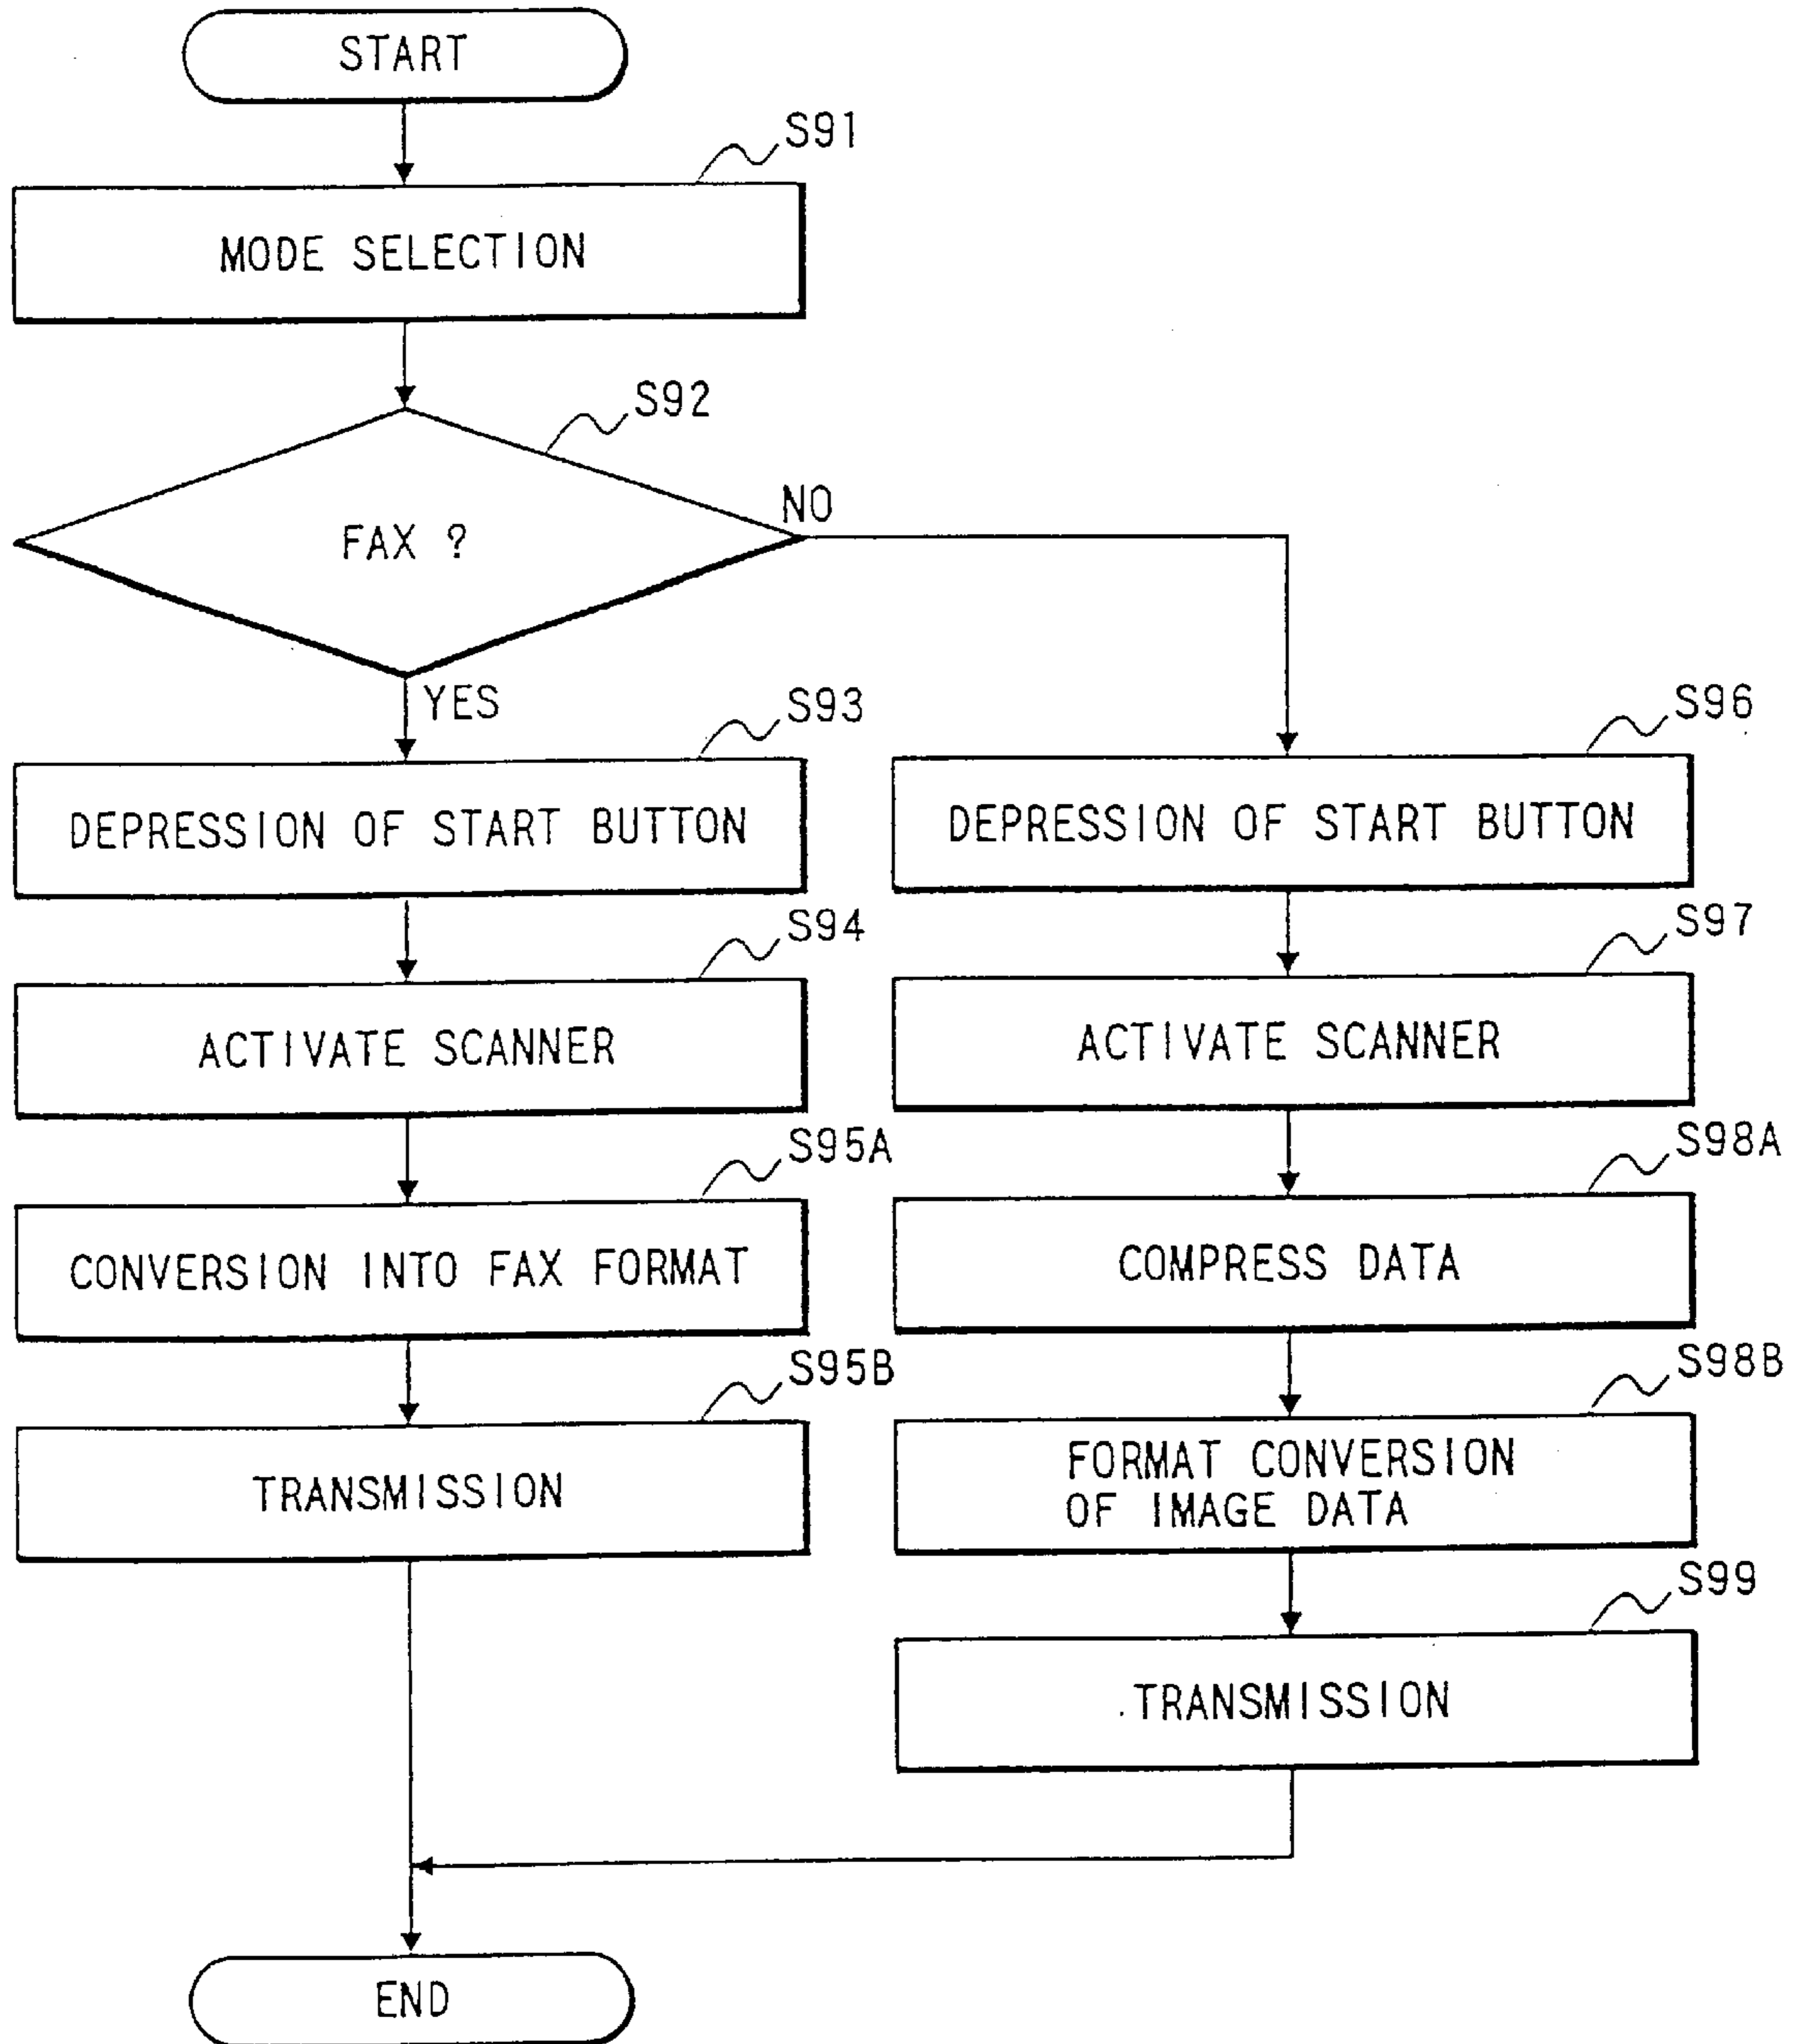 START
S91
MODE SELECTION
S92
FAX ?
NO
YES
S93
DEPRESSION OF START BUTTON
S96
DEPRESSION OF START BUTTON
S94
ACTIVATE SCANNER
S97
ACTIVATE SCANNER
S95A
CONVERSION INTO FAX FORMAT
S98A
COMPRESS DATA
S95B
TRANSMISSION
S98B
FORMAT CONVERSION
OF IMAGE DATA
S99
TRANSMISSION
END